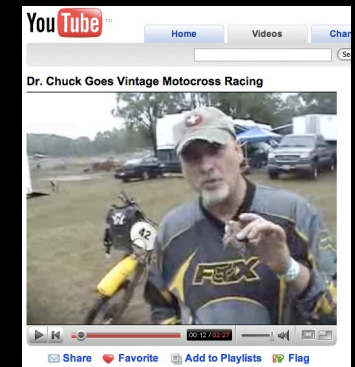 YouTube TM
Home Videos Chan
Se
Dr. Chuck Goes Vintage Motocross Racing
42
FOX
00:12 / 02:27
Share Favorite Add to Playlists Flag